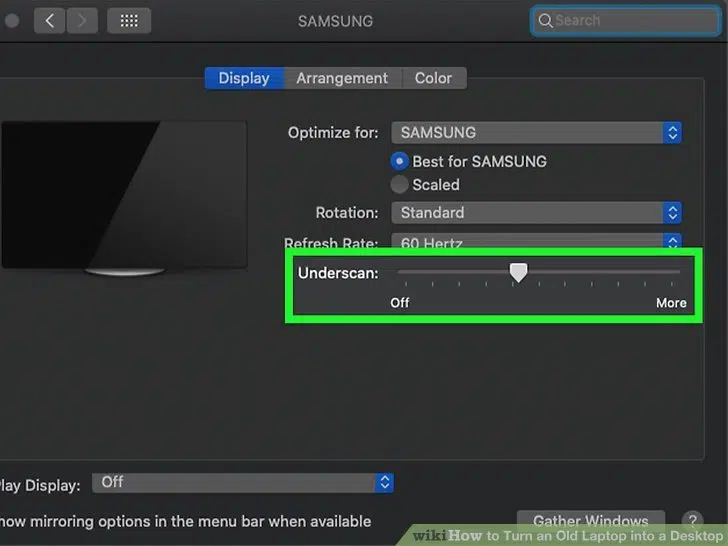 SAMSUNG
Search
Display Arrangement Color
Optimize for: SAMSUNG
Best for SAMSUNG
Scaled
Rotation: Standard
Refresh Rate: 60 Hertz
Underscan:
Off More
lay Display: Off
how mirroring options in the menu bar when available
Gather Windows ?
wikiHow to Turn an Old Laptop into a Desktop